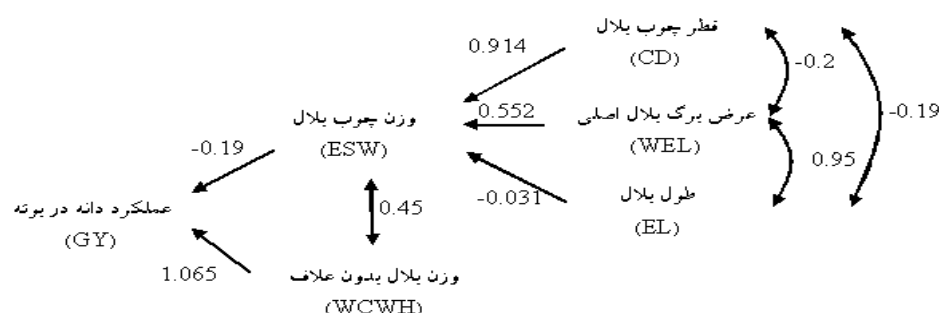 قطر چوب بلال
(CD)
0.914
-0.2
-0.19
عرض برگ بلال اصلی
(WEL)
0.552
وزن چوب بلال
(ESW)
-0.19
0.95
طول بلال
(EL)
-0.031
0.45
عملکرد دانه در بوته
(GY)
1.065
وزن بلال بدون علاف
(WCWH)